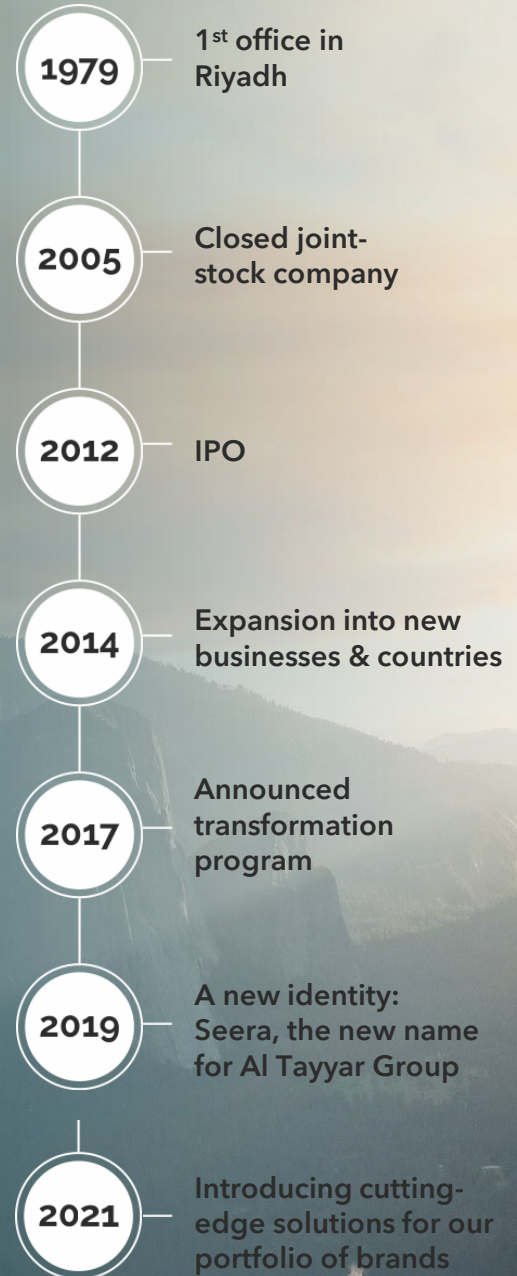 1979
1st office in
Riyadh
2005
Closed joint-
stock company
2012
IPO
2014
Expansion into new
businesses & countries
2017
Announced
transformation
program
2019
A new identity:
Seera, the new name
for Al Tayyar Group
2021
Introducing cutting-
edge solutions for our
portfolio of brands